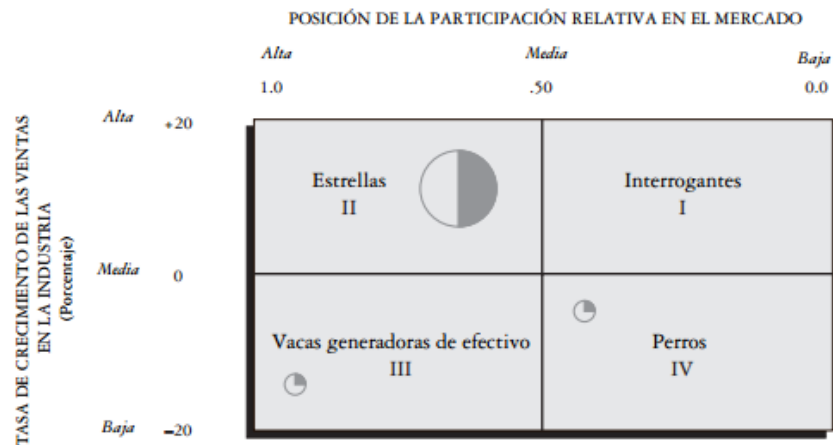 POSICIÓN DE LA PARTICIPACIÓN RELATIVA EN EL MERCADO
Alta
Media
Baja
1.0
.50
0.0
TASA DE CRECIMIENTO DE LAS VENTAS
EN LA INDUSTRIA
(Porcentaje)
Alta
+20
Estrellas
II
Interrogantes
I
Media
0
Vacas generadoras de efectivo
III
Perros
IV
Baja
–20